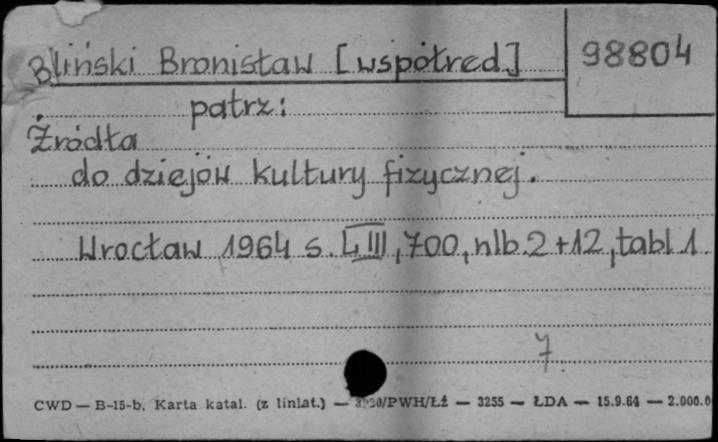 Bliński Bronisław [współred.] 98804
patrz:
Źródła
do dziejów kultury fizycznej.
Wrocław 1964 s. LIII, 700, nlb. 2 + 12, tabl. 1.
7
CWD — B-15-b, Karta katal. (z liniat.) — /PWH/Łź — 3255 — ŁDA — 15.9.64 — 2.000.0